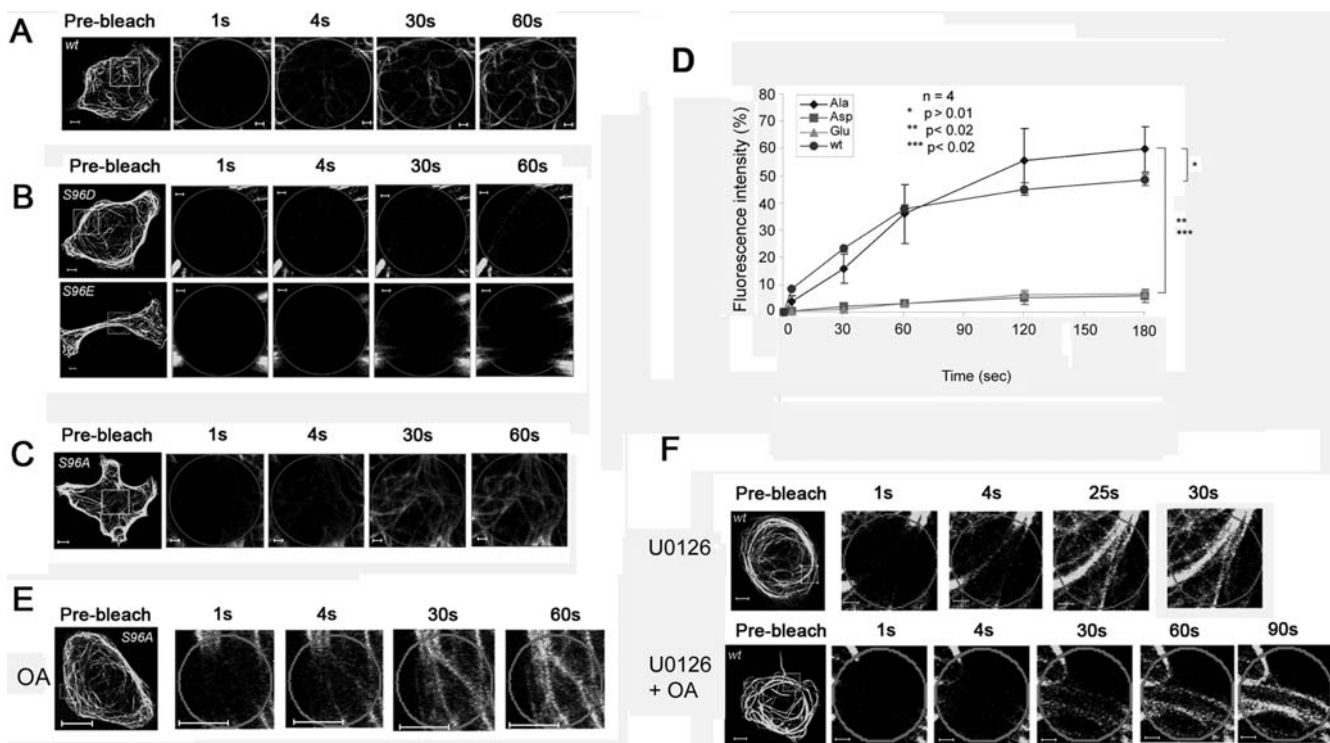 A
Pre-bleach 1s 4s 30s 60s
wt
B
Pre-bleach 1s 4s 30s 60s
S96D
S96E
C
Pre-bleach 1s 4s 30s 60s
S96A
E
Pre-bleach 1s 4s 30s 60s
S96A
OA
D
Fluorescence intensity (%)
80
70
60
50
40
30
20
10
0
Ala
Asp
Glu
wt
n = 4
* p > 0.01
** p< 0.02
*** p< 0.02
*
**
***
0 30 60 90 120 150 180
Time (sec)
F
Pre-bleach 1s 4s 25s 30s
wt
U0126
Pre-bleach 1s 4s 30s 60s 90s
wt
U0126
+ OA